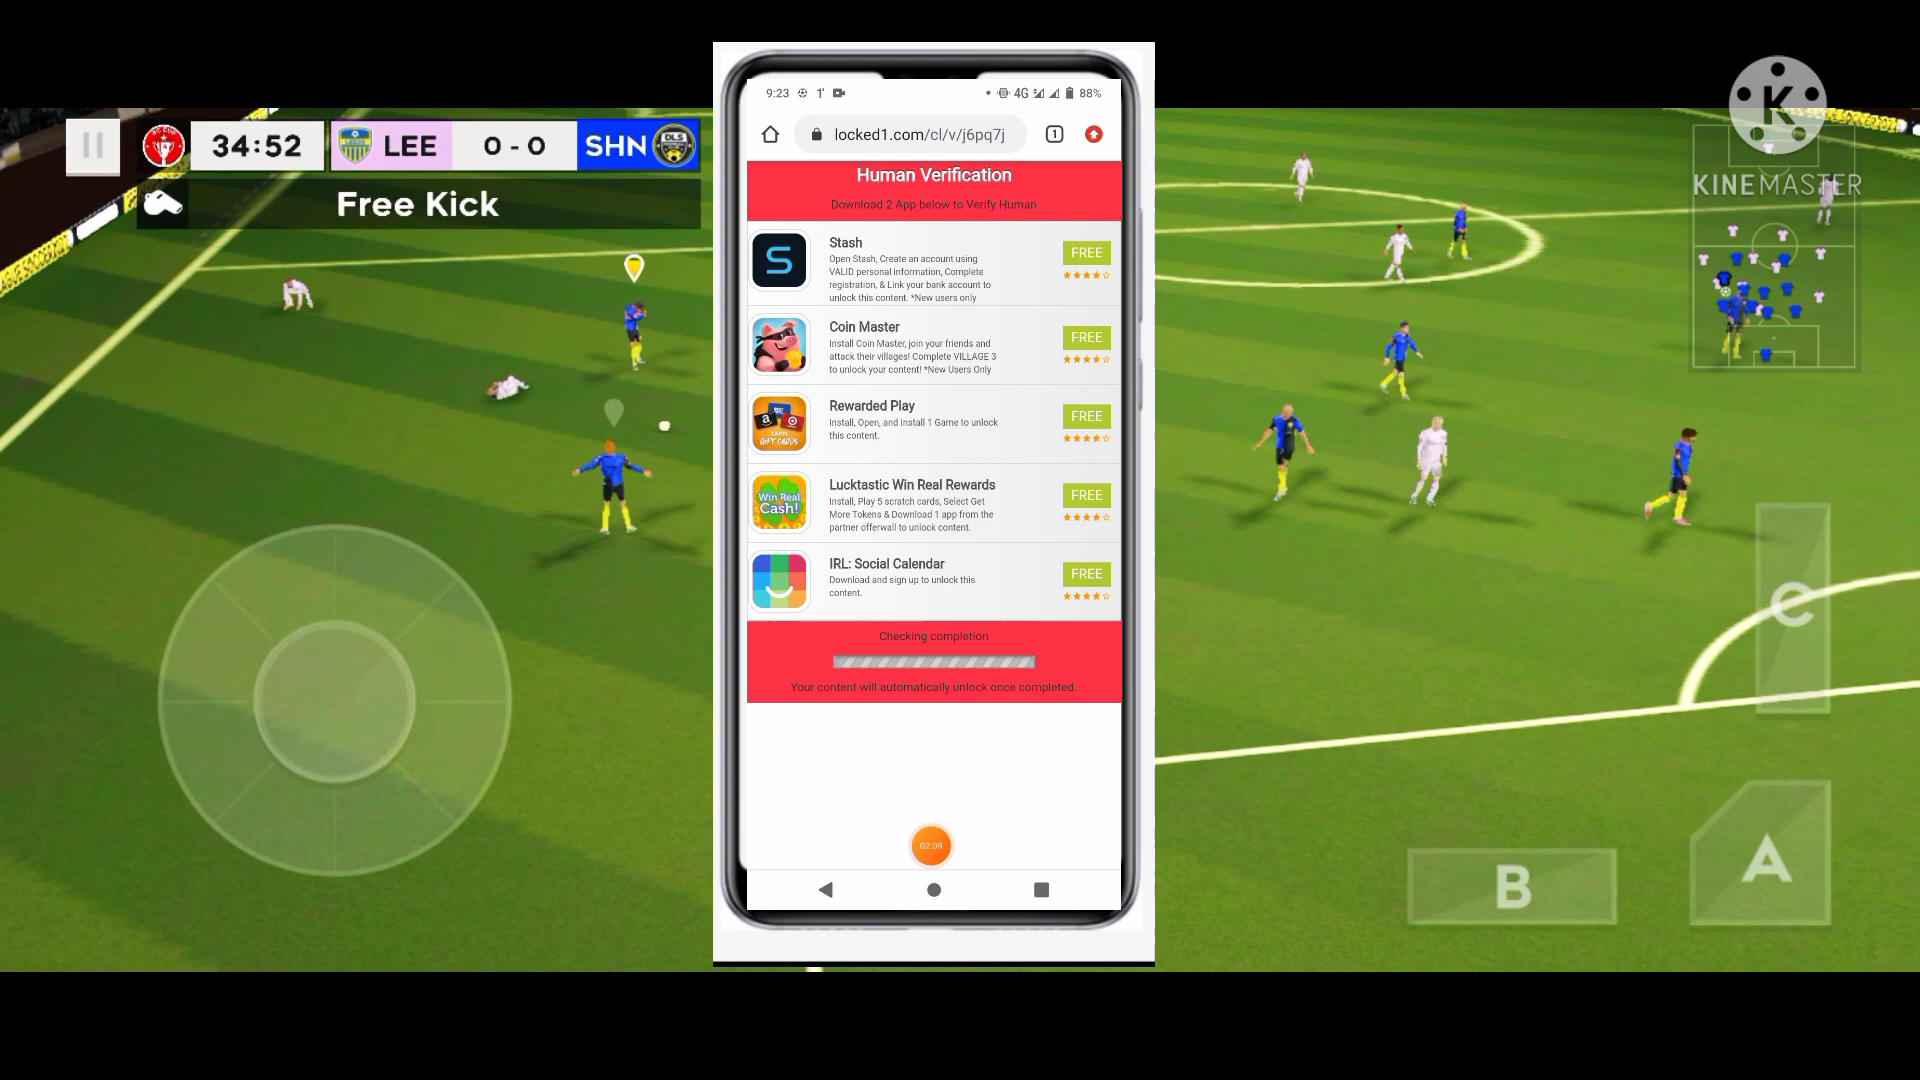 34:52
LEE
0 - 0
SHN
Free Kick
9:23
4G
88%
locked1.com/cl/v/j6pq7j
1
Human Verification
Download 2 App below to Verify Human
S
Stash
Open Stash, Create an account using
VALID personal information, Complete
registration, & Link your bank account to
unlock this content. *New users only
FREE
Coin Master
Install Coin Master, join your friends and
attack their villages! Complete VILLAGE 3
to unlock your content! *New Users Only
FREE
Rewarded Play
Install, Open, and Install 1 Game to unlock
this content.
FREE
GIFT CARDS
Lucktastic Win Real Rewards
Install, Play 5 scratch cards, Select Get
More Tokens & Download 1 app from the
partner offerwall to unlock content.
FREE
Win Real
Cash!
IRL: Social Calendar
Download and sign up to unlock this
content.
FREE
Checking completion
Your content will automatically unlock once completed.
02:09
K
KINEMASTER
C
B
A